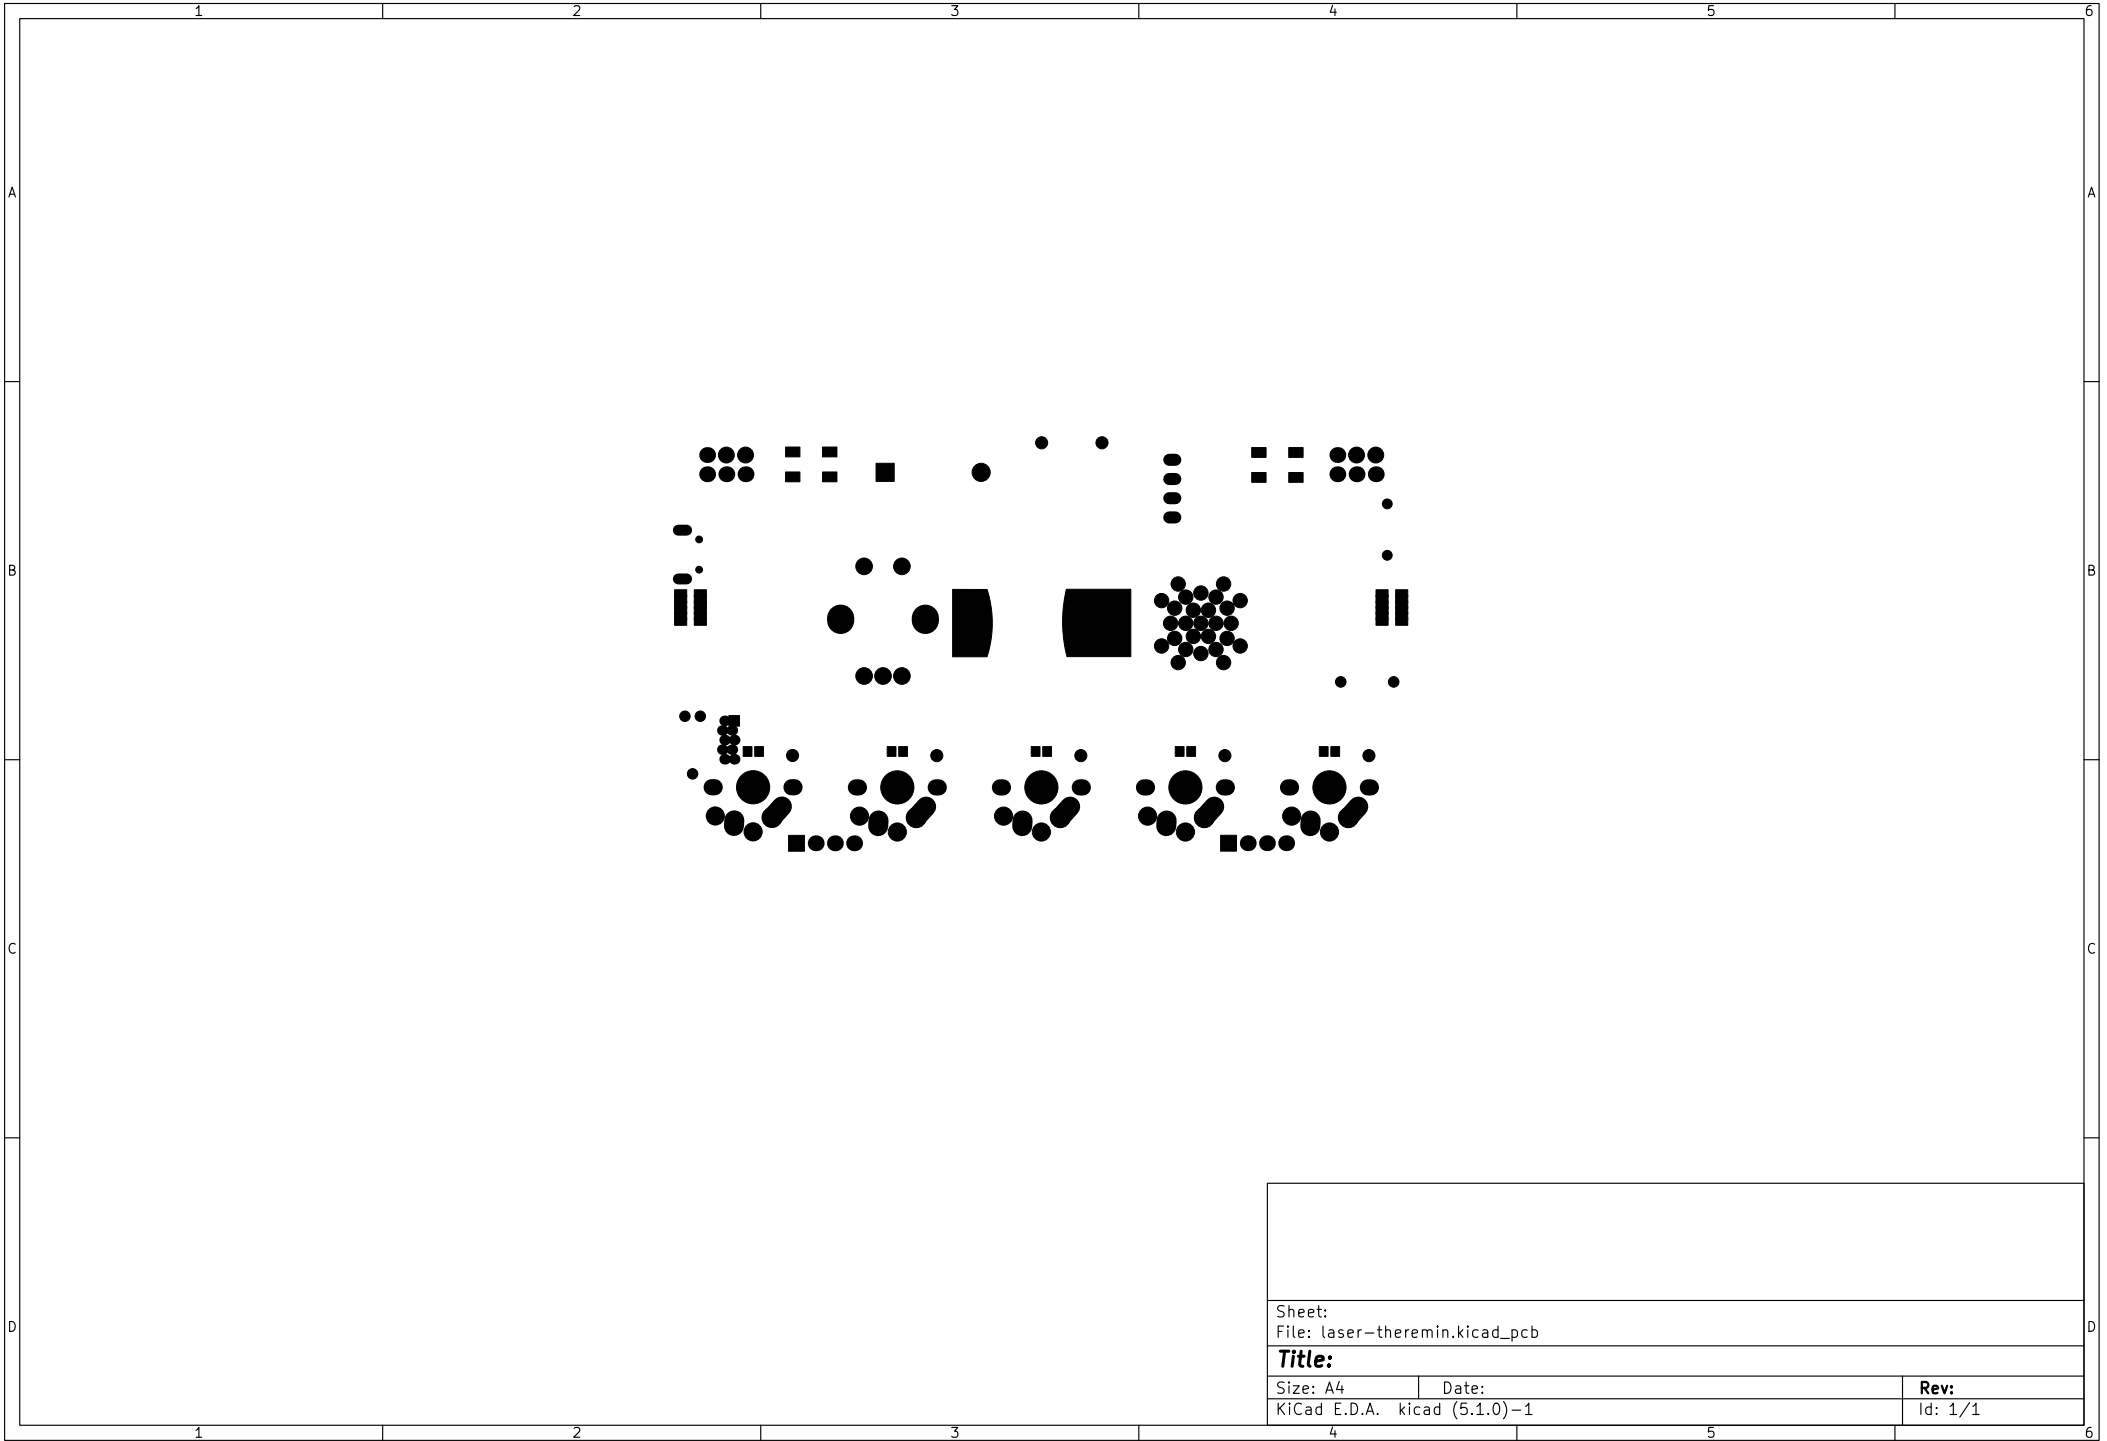 1 2 3 4 5 6
A A
B B
C C
D D
Sheet:
File: laser-theremin.kicad_pcb
Title:
Size: A4 Date: Rev:
KiCad E.D.A. kicad (5.1.0)-1 Id: 1/1
1 2 3 4 5 6